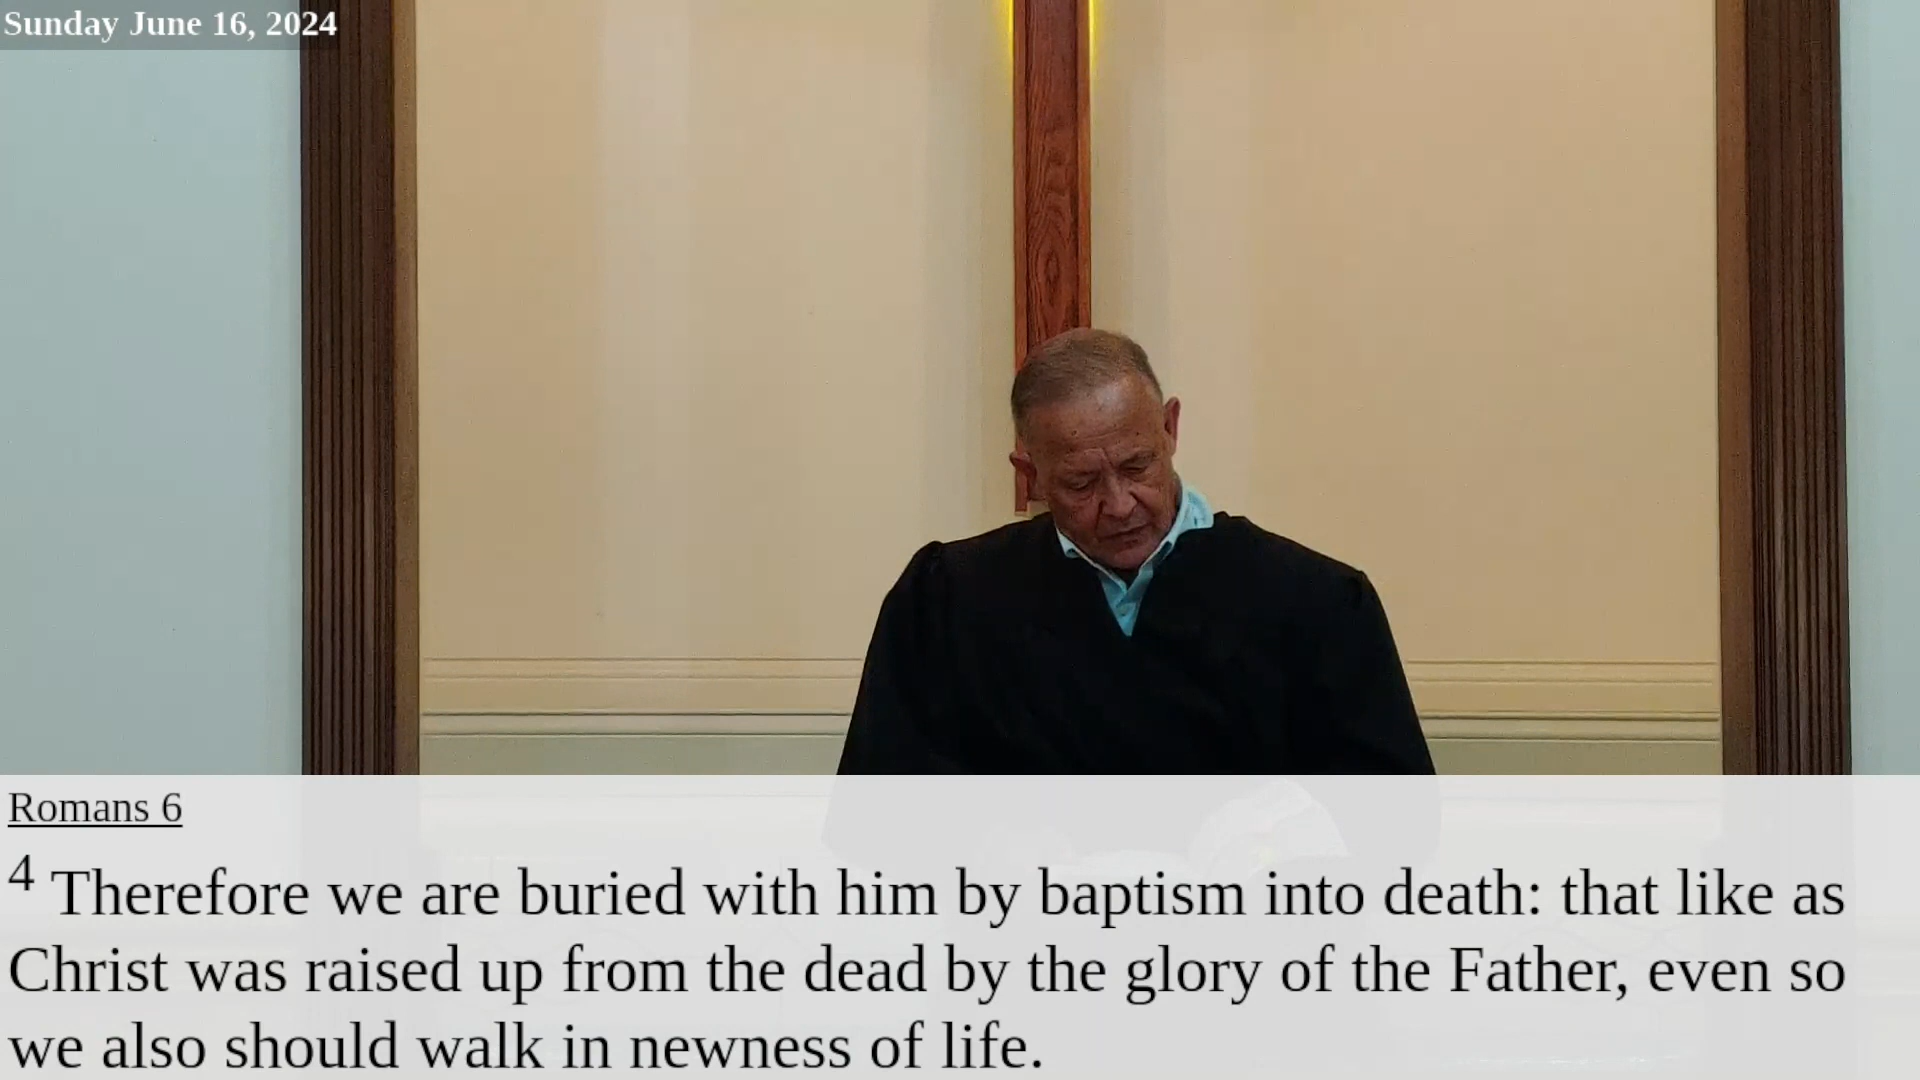 Sunday June 16, 2024
Romans 6
4 Therefore we are buried with him by baptism into death: that like as
Christ was raised up from the dead by the glory of the Father, even so
we also should walk in newness of life.